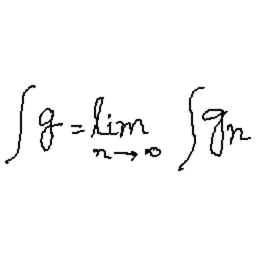 ∫ g = lim_{n→∞} ∫ g_n